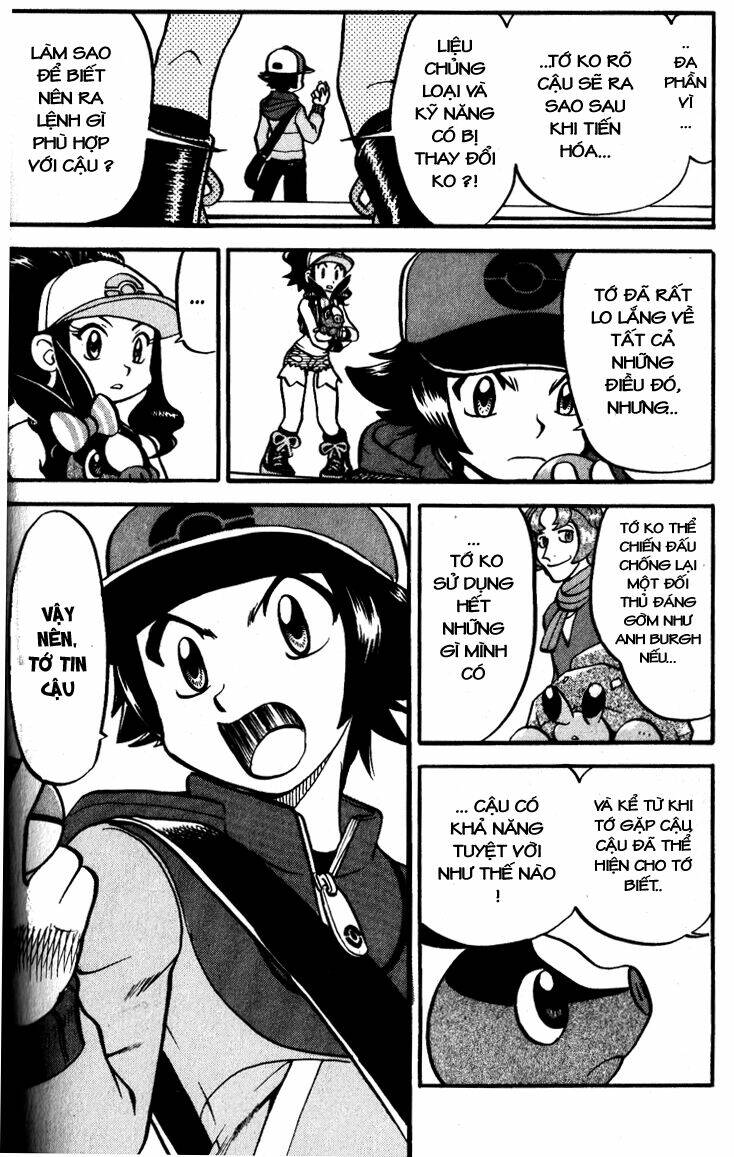 ..
ĐA
PHẦN
VÌ
...
...TỚ KO RÕ
CẬU SẼ RA
SAO SAU
KHI TIẾN
HÓA...
LIỆU
CHỦNG
LOẠI VÀ
KỸ NĂNG
CÓ BỊ
THAY ĐỔI
KO ?!
LÀM SAO
ĐỂ BIẾT
NÊN RA
LỆNH GÌ
PHÙ HỢP
VỚI CẬU ?
TỚ ĐÃ RẤT
LO LẮNG VỀ
TẤT CẢ
NHỮNG
ĐIỀU ĐÓ,
NHƯNG..
...
TỚ KO THỂ
CHIẾN ĐẤU
CHỐNG LẠI
MỘT ĐỐI
THỦ ĐÁNG
GỜM NHƯ
ANH BURGH
NẾU...
...
TỚ KO
SỬ DỤNG
HẾT
NHỮNG
GÌ MÌNH
CÓ
VÀ KỂ TỪ KHI
TỚ GẶP CẬU,
CẬU ĐÃ THỂ
HIỆN CHO TỚ
BIẾT..
... CẬU CÓ
KHẢ NĂNG
TUYỆT VỜI
NHƯ THẾ NÀO
!
VẬY
NÊN,
TỚ TIN
CẬU